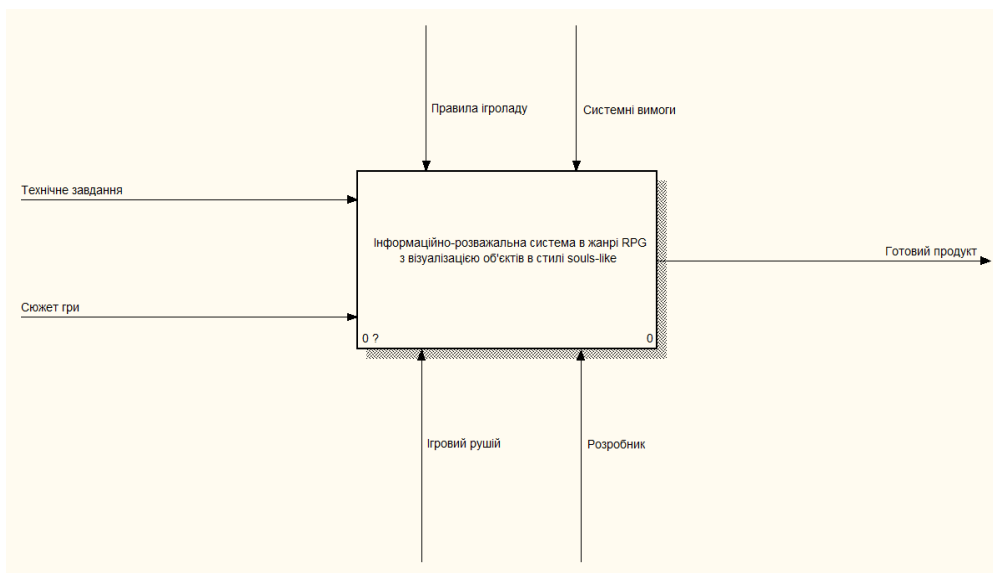 Правила ігроладу
Системні вимоги
Технічне завдання
Інформаційно-розважальна система в жанрі RPG
з візуалізацією об'єктів в стилі souls-like
Готовий продукт
Сюжет гри
0 ?
0
Ігровий рушій
Розробник